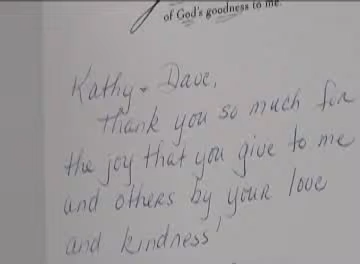 of God's goodness to me.
Kathy + Dave,
thank you so much for
the joy that you give to me
and others by your love
and kindness!